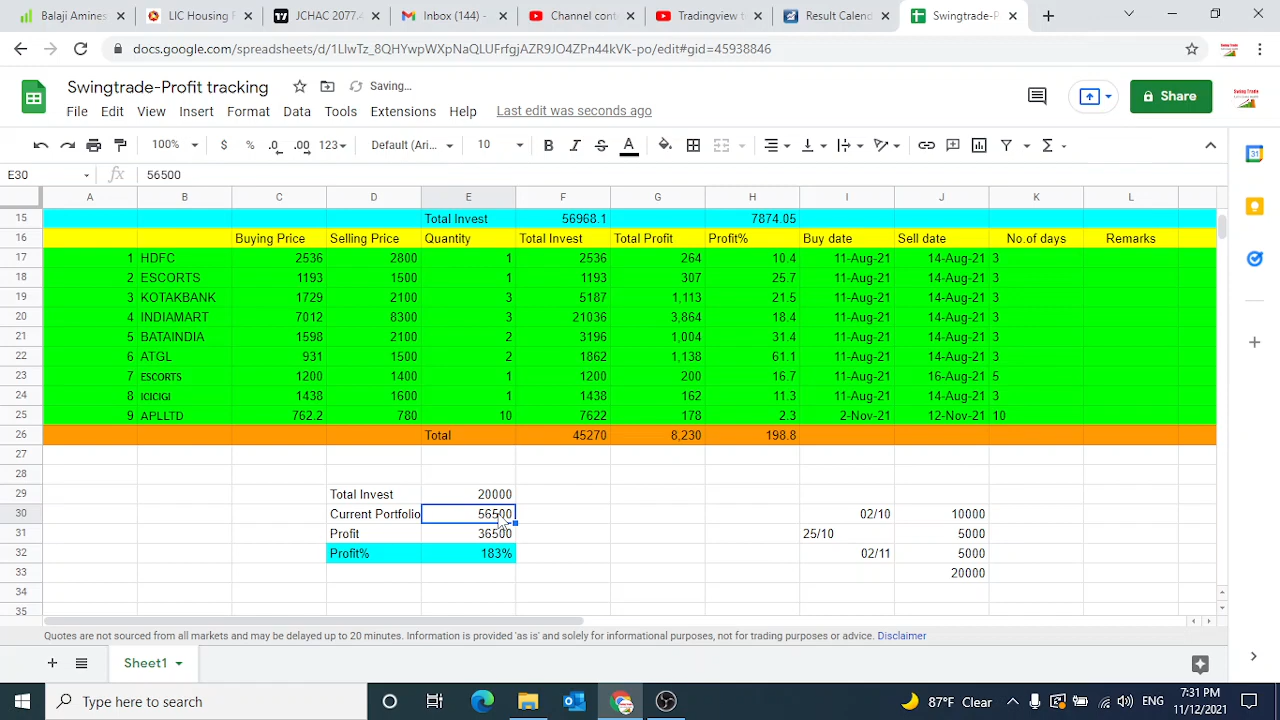 Balaji Amines
LIC Housing F
JCHAC 2077.4
Inbox (144)
Channel cont
Tradingview t
Result Calend
Swingtrade-P
docs.google.com/spreadsheets/d/1LlwTz_8QHYwpWXpNaQLUFrfgjAZR9JO4ZPn44kVK-po/edit#gid=45938846
Swingtrade-Profit tracking
Saving...
File Edit View Insert Format Data Tools Extensions Help Last edit was seconds ago
Share
100% $ % .0 .00 123 Default (Ari... 10 B I S A
E30 fx 56500
A B C D E F G H I J K L
15 Total Invest 56968.1 7874.05
16 Buying Price Selling Price Quantity Total Invest Total Profit Profit% Buy date Sell date No.of days Remarks
17 1 HDFC 2536 2800 1 2536 264 10.4 11-Aug-21 14-Aug-21 3
18 2 ESCORTS 1193 1500 1 1193 307 25.7 11-Aug-21 14-Aug-21 3
19 3 KOTAKBANK 1729 2100 3 5187 1,113 21.5 11-Aug-21 14-Aug-21 3
20 4 INDIAMART 7012 8300 3 21036 3,864 18.4 11-Aug-21 14-Aug-21 3
21 5 BATAINDIA 1598 2100 2 3196 1,004 31.4 11-Aug-21 14-Aug-21 3
22 6 ATGL 931 1500 2 1862 1,138 61.1 11-Aug-21 14-Aug-21 3
23 7 ESCORTS 1200 1400 1 1200 200 16.7 11-Aug-21 16-Aug-21 5
24 8 ICICIGI 1438 1600 1 1438 162 11.3 11-Aug-21 14-Aug-21 3
25 9 APLLTD 762.2 780 10 7622 178 2.3 2-Nov-21 12-Nov-21 10
26 Total 45270 8,230 198.8
27
28
29 Total Invest 20000
30 Current Portfolio 56500 02/10 10000
31 Profit 36500 25/10 5000
32 Profit% 183% 02/11 5000
33 20000
34
35
Quotes are not sourced from all markets and may be delayed up to 20 minutes. Information is provided 'as is' and solely for informational purposes, not for trading purposes or advice. Disclaimer
Sheet1
Type here to search
87°F Clear
ENG
7:31 PM
11/12/2021